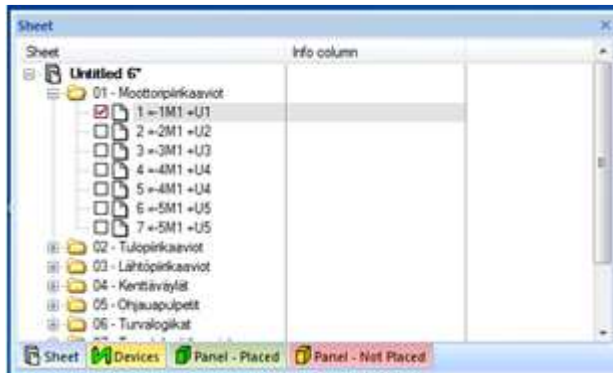 Sheet
Sheet Info column
Untitled 6*
01 - Moottoripiirikaaviot
1 =-1M1 +U1
2 =-2M1 +U2
3 =-3M1 +U3
4 =-4M1 +U4
5 =-4M1 +U4
6 =-5M1 +U5
7 =-5M1 +U5
02 - Tulopiirikaaviot
03 - Lähtöpiirikaaviot
04 - Kenttäväylät
05 - Ohjauspulpetit
06 - Turvalogiikat
Sheet Devices Panel - Placed Panel - Not Placed